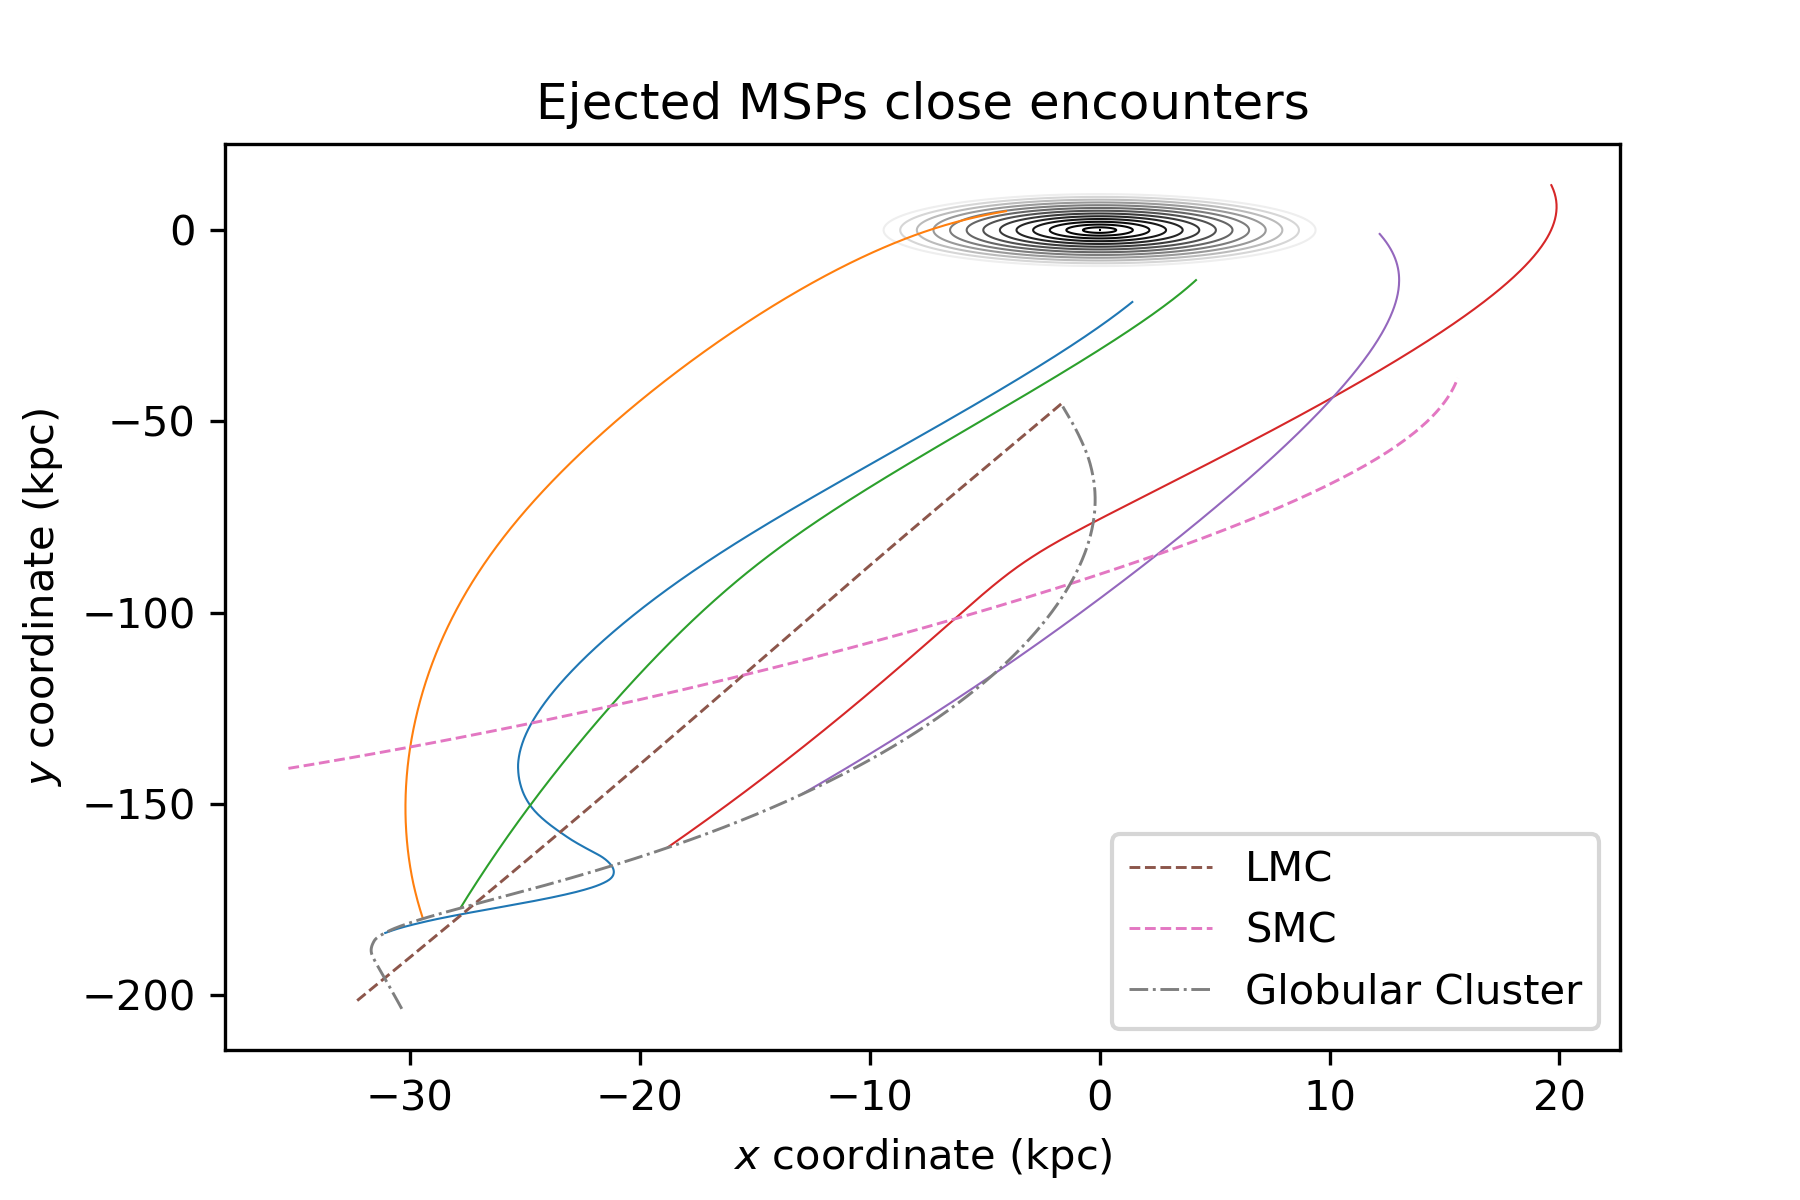 Ejected MSPs close encounters
0
−50
−100
−150
−200
y coordinate (kpc)
LMC
SMC
Globular Cluster
−30 −20 −10 0 10 20
x coordinate (kpc)